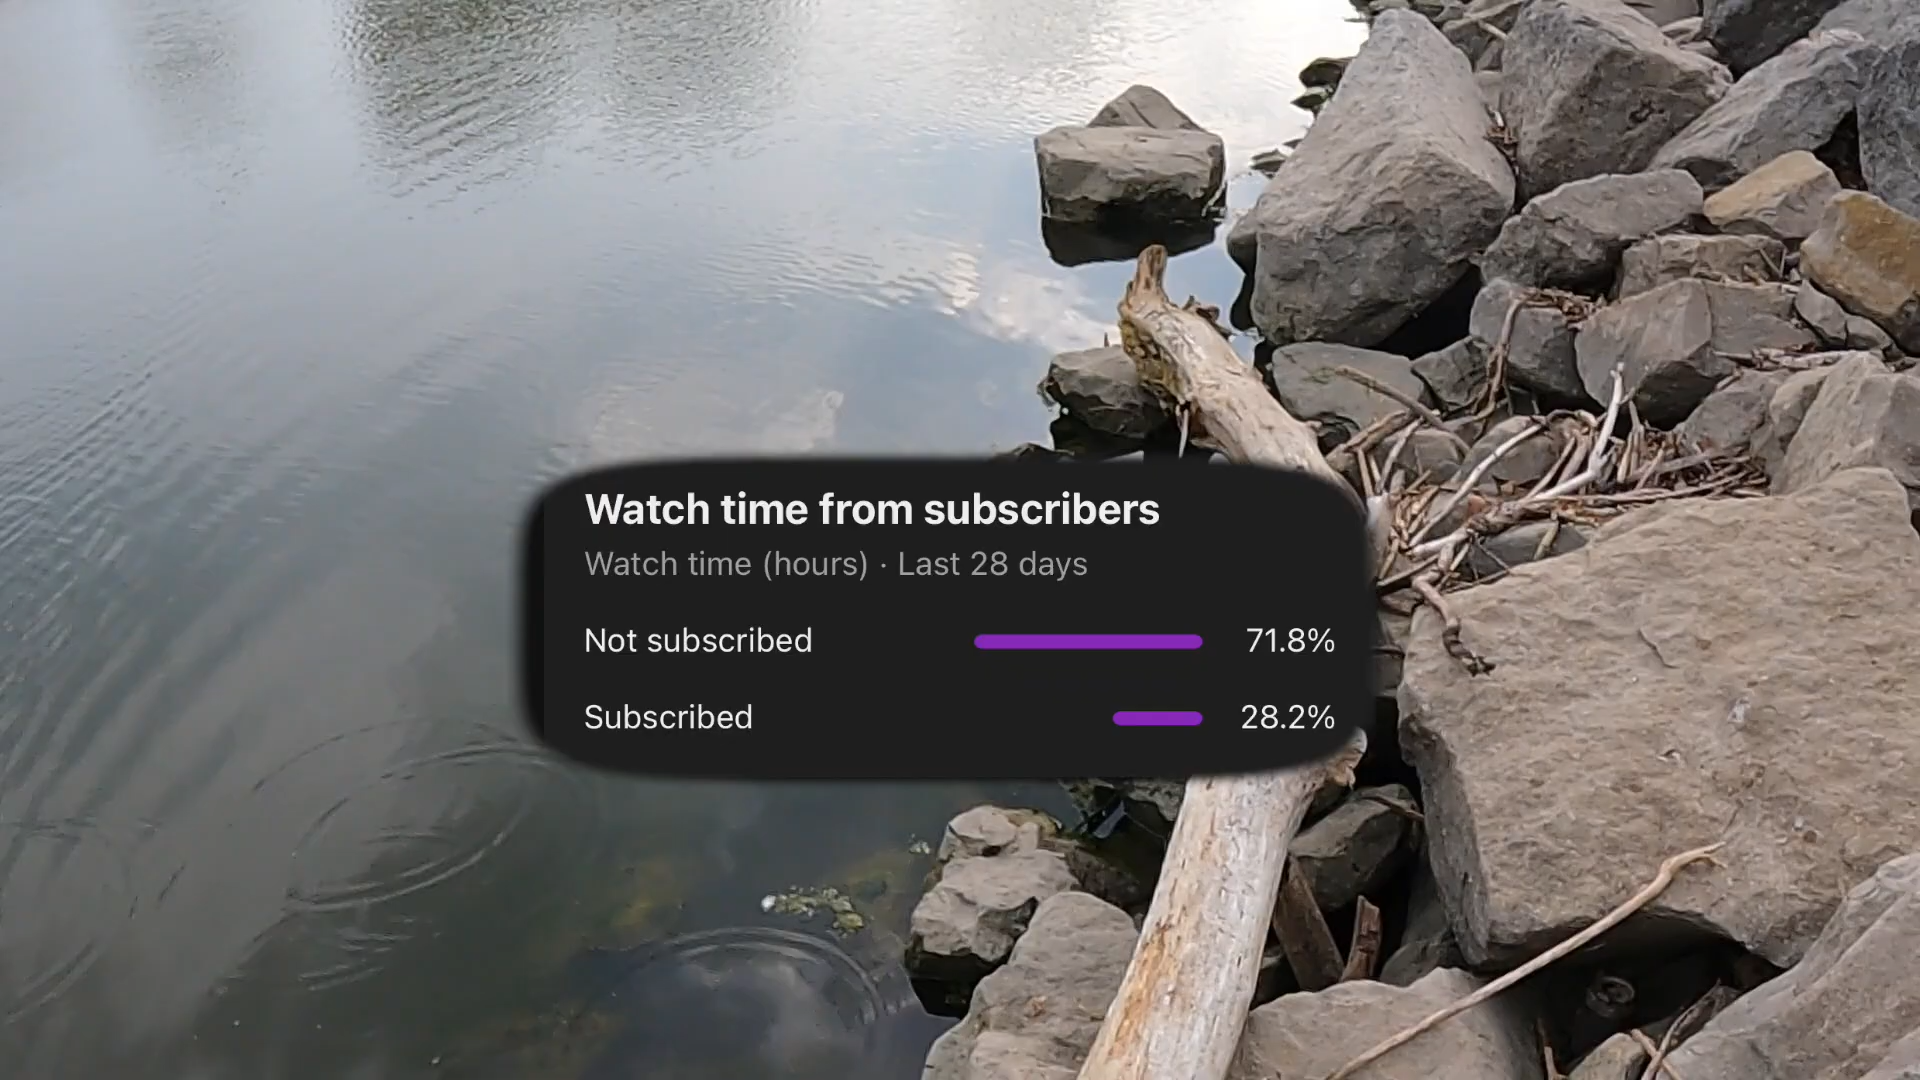 Watch time from subscribers
Watch time (hours) · Last 28 days
Not subscribed 71.8%
Subscribed 28.2%